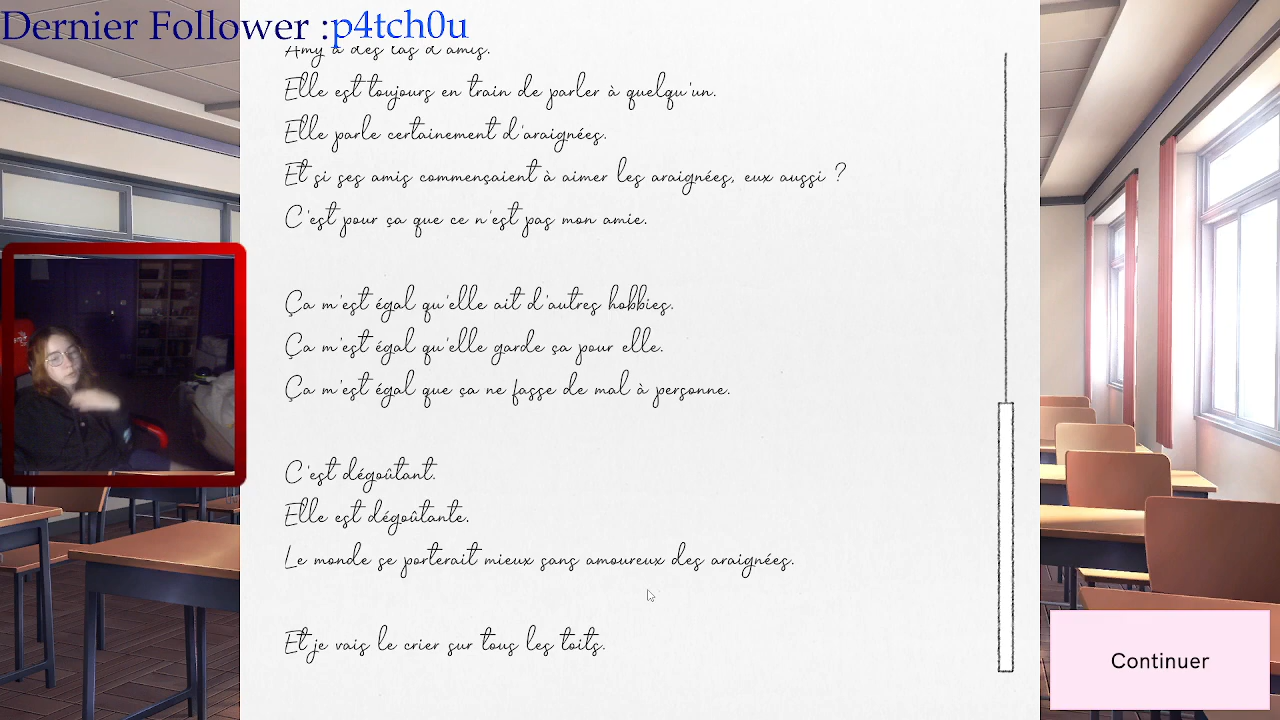 Dernier Follower :p4tch0u
Amy a des tas d'amis.
Elle est toujours en train de parler à quelqu'un.
Elle parle certainement d'araignées.
Et si ses amis commençaient à aimer les araignées, eux aussi ?
C'est pour ça que ce n'est pas mon amie.
Ça m'est égal qu'elle ait d'autres hobbies.
Ça m'est égal qu'elle garde ça pour elle.
Ça m'est égal que ça ne fasse de mal à personne.
C'est dégoûtant.
Elle est dégoûtante.
Le monde se porterait mieux sans amoureux des araignées.
Et je vais le crier sur tous les toits.
Continuer